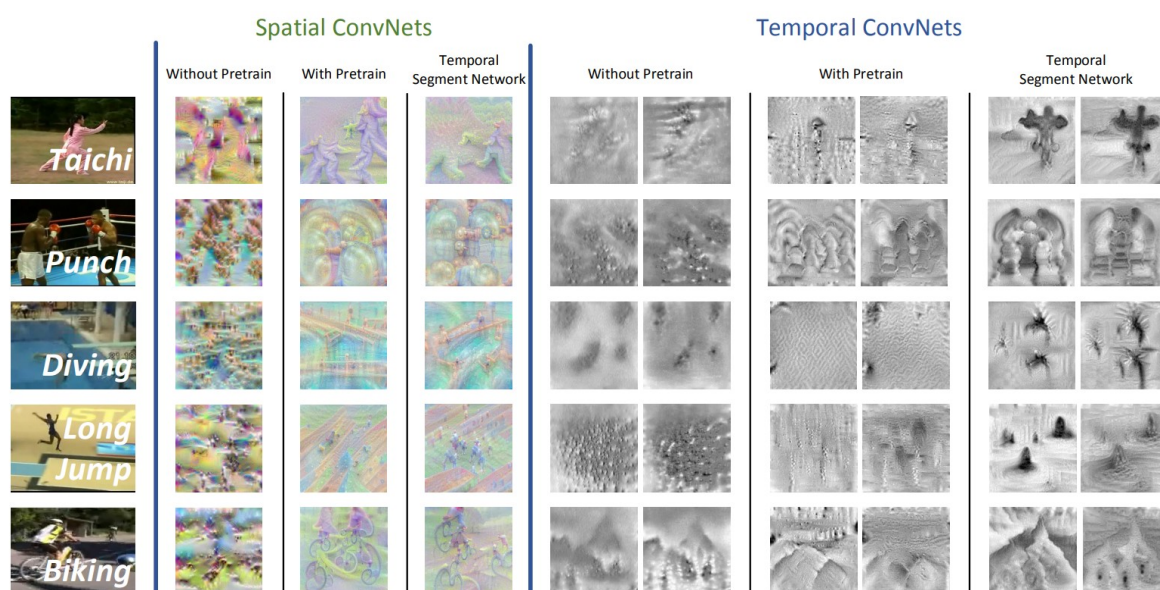 Spatial ConvNets
Temporal ConvNets
Without Pretrain
With Pretrain
Temporal
Segment Network
Without Pretrain
With Pretrain
Temporal
Segment Network
Taichi
Punch
Diving
Long
Jump
Biking